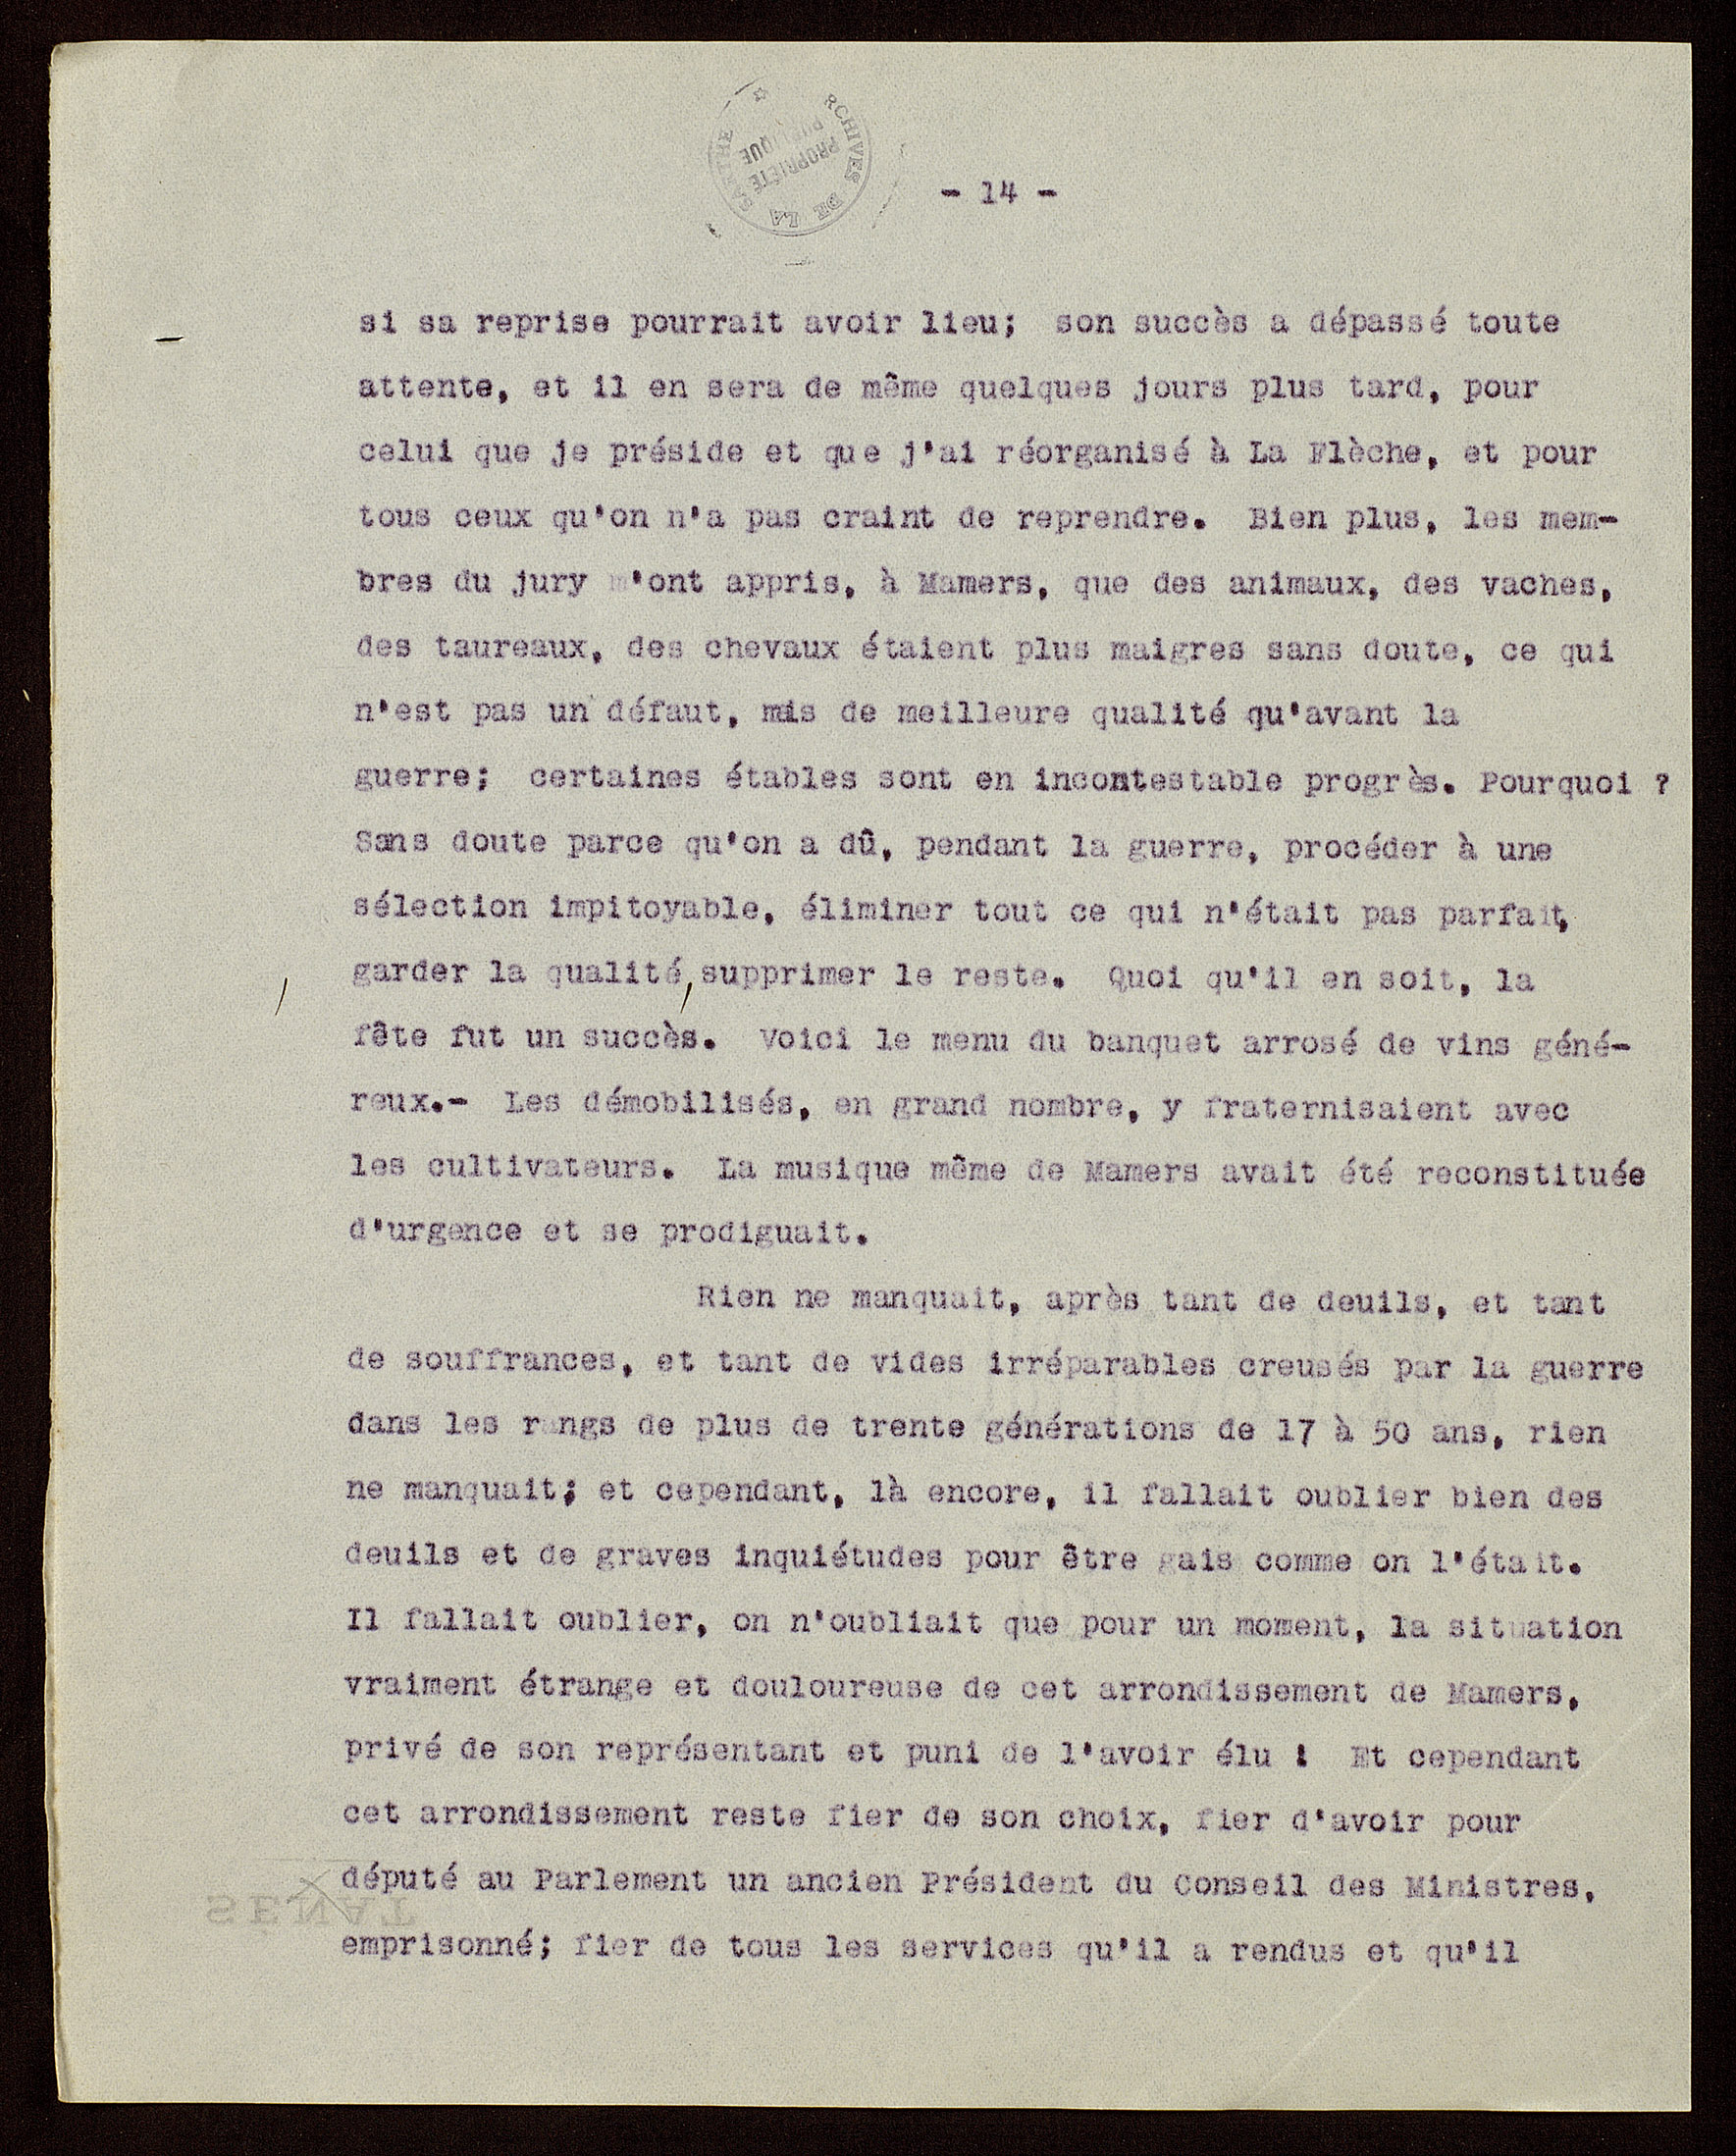 ARCHIVES DE LA SARTHE
PROPRIÉTÉ
PUBLIQUE
- 14 -
si sa reprise pourrait avoir lieu; son succès a dépassé toute
attente, et il en sera de même quelques jours plus tard, pour
celui que je préside et que j'ai réorganisé à La Flèche, et pour
tous ceux qu'on n'a pas craint de reprendre. Bien plus, les mem-
bres du jury m'ont appris, à Mamers, que des animaux, des vaches,
des taureaux, des chevaux étaient plus maigres sans doute, ce qui
n'est pas un défaut, mais de meilleure qualité qu'avant la
guerre; certaines étables sont en incontestable progrès. Pourquoi ?
Sans doute parce qu'on a dû, pendant la guerre, procéder à une
sélection impitoyable, éliminer tout ce qui n'était pas parfait,
garder la qualité, supprimer le reste. Quoi qu'il en soit, la
fête fut un succès. Voici le menu du banquet arrosé de vins géné-
reux.- Les démobilisés, en grand nombre, y fraternisaient avec
les cultivateurs. La musique même de Mamers avait été reconstituée
d'urgence et se prodiguait.
Rien ne manquait, après tant de deuils, et tant
de souffrances, et tant de vides irréparables creusés par la guerre
dans les rangs de plus de trente générations de 17 à 50 ans, rien
ne manquait; et cependant, là encore, il fallait oublier bien des
deuils et de graves inquiétudes pour être gais comme on l'était.
Il fallait oublier, on n'oubliait que pour un moment, la situation
vraiment étrange et douloureuse de cet arrondissement de Mamers,
privé de son représentant et puni de l'avoir élu ! Et cependant
cet arrondissement reste fier de son choix, fier d'avoir pour
député au Parlement un ancien Président du Conseil des Ministres,
emprisonné; fier de tous les services qu'il a rendus et qu'il
SENAT